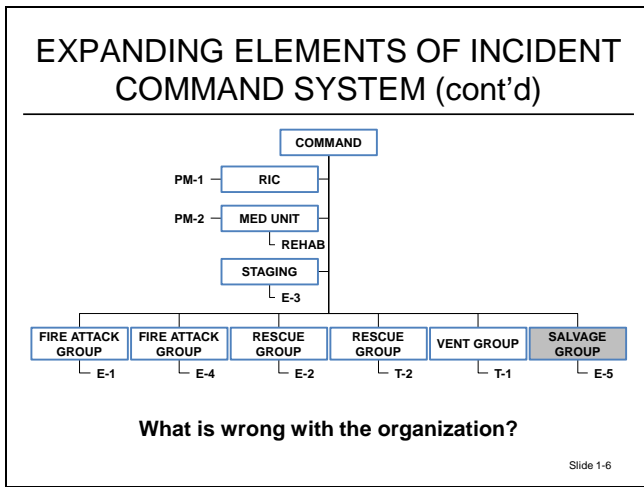 EXPANDING ELEMENTS OF INCIDENT
COMMAND SYSTEM (cont'd)
COMMAND
PM-1
RIC
PM-2
MED UNIT
REHAB
STAGING
E-3
FIRE ATTACK
GROUP
E-1
FIRE ATTACK
GROUP
E-4
RESCUE
GROUP
E-2
RESCUE
GROUP
T-2
VENT GROUP
T-1
SALVAGE
GROUP
E-5
What is wrong with the organization?
Slide 1-6